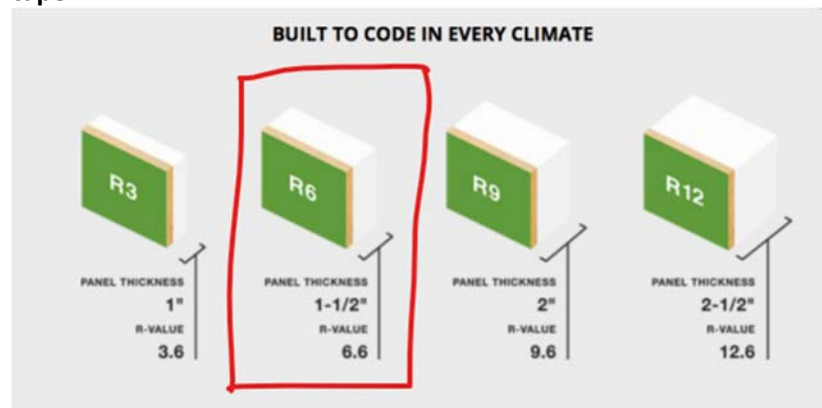 BUILT TO CODE IN EVERY CLIMATE
R3
R6
R9
R12
PANEL THICKNESS
1"
R-VALUE
3.6
PANEL THICKNESS
1-1/2"
R-VALUE
6.6
PANEL THICKNESS
2"
R-VALUE
9.6
PANEL THICKNESS
2-1/2"
R-VALUE
12.6